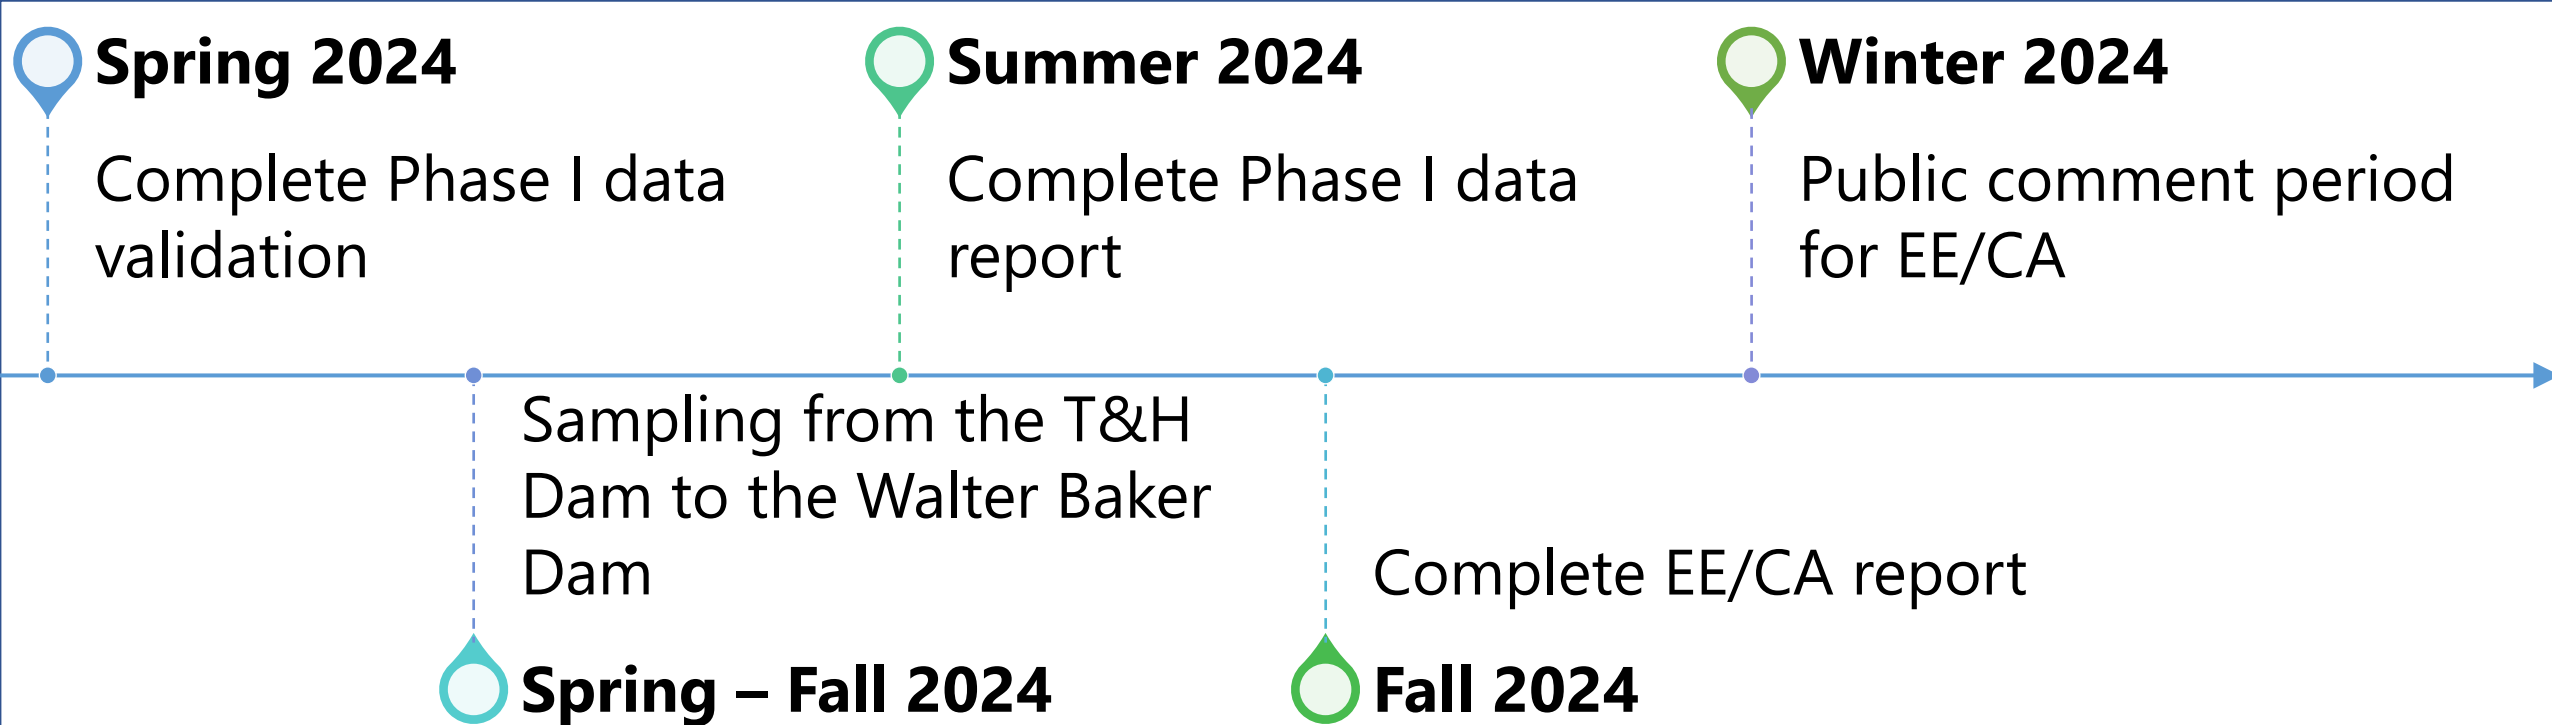 Spring 2024
Complete Phase I data
validation
Sampling from the T&H
Dam to the Walter Baker
Dam
Spring – Fall 2024
Summer 2024
Complete Phase I data
report
Complete EE/CA report
Fall 2024
Winter 2024
Public comment period
for EE/CA